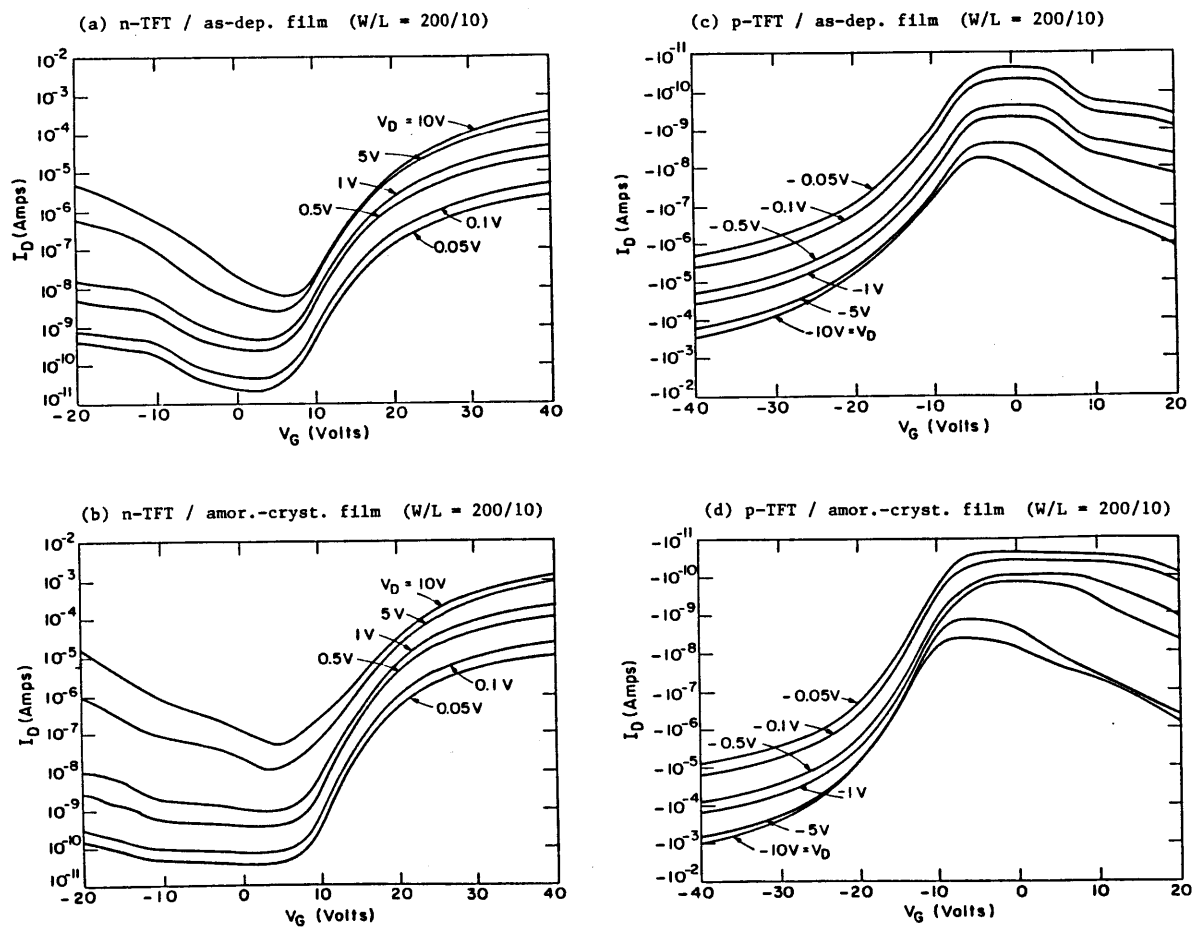 (a) n-TFT / as-dep. film (W/L = 200/10)
10⁻²
10⁻³
10⁻⁴
10⁻⁵
10⁻⁶
10⁻⁷
10⁻⁸
10⁻⁹
10⁻¹⁰
10⁻¹¹
I_D (Amps)
V_D = 10V
5V
1V
0.5V
0.1V
0.05V
-20 -10 0 10 20 30 40
V_G (Volts)
(c) p-TFT / as-dep. film (W/L = 200/10)
-10⁻¹¹
-10⁻¹⁰
-10⁻⁹
-10⁻⁸
-10⁻⁷
-10⁻⁶
-10⁻⁵
-10⁻⁴
-10⁻³
-10⁻²
I_D (Amps)
-0.05V
-0.1V
-0.5V
-1V
-5V
-10V=V_D
-40 -30 -20 -10 0 10 20
V_G (Volts)
(b) n-TFT / amor.-cryst. film (W/L = 200/10)
10⁻²
10⁻³
10⁻⁴
10⁻⁵
10⁻⁶
10⁻⁷
10⁻⁸
10⁻⁹
10⁻¹⁰
10⁻¹¹
I_D (Amps)
V_D = 10V
5V
1V
0.5V
0.1V
0.05V
-20 -10 0 10 20 30 40
V_G (Volts)
(d) p-TFT / amor.-cryst. film (W/L = 200/10)
-10⁻¹¹
-10⁻¹⁰
-10⁻⁹
-10⁻⁸
-10⁻⁷
-10⁻⁶
-10⁻⁵
-10⁻⁴
-10⁻³
-10⁻²
I_D (Amps)
-0.05V
-0.1V
-0.5V
-1V
-5V
-10V=V_D
-40 -30 -20 -10 0 10 20
V_G (Volts)